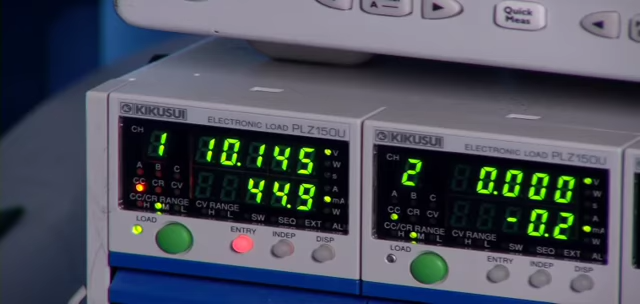 A
Quick
Meas
KIKUSUI
ELECTRONIC LOAD PLZ150U
CH
1
10.145
V
W
S
A
44.9
mA
W
A B C
CC CR CV
CC/CR RANGE
H M L
CV RANGE
H L
SW SEQ EXT AL
LOAD
ENTRY
INDEP
DISP
KIKUSUI
ELECTRONIC LOAD PLZ150U
CH
2
0.000
V
W
S
A
-0.2
mA
W
A B C
CC CR CV
CC/CR RANGE
H M L
CV RANGE
H L
SW SEQ EXT AL
LOAD
ENTRY
INDEP
DISP